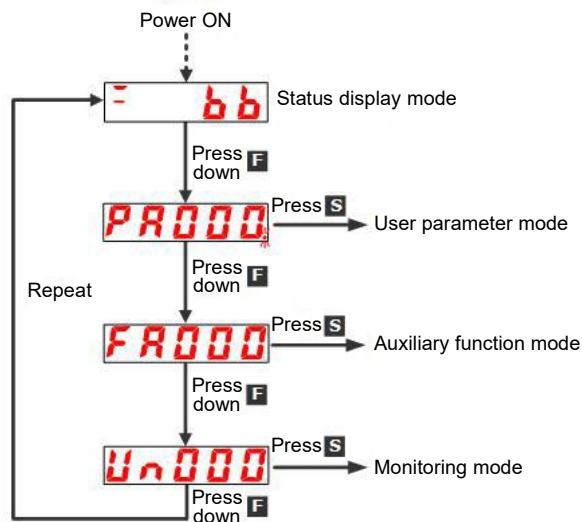 Power ON
bb
Status display mode
Press
down F
PA000
Press S
User parameter mode
Press
down F
Repeat
FA000
Press S
Auxiliary function mode
Press
down F
Un000
Press S
Monitoring mode
Press
down F